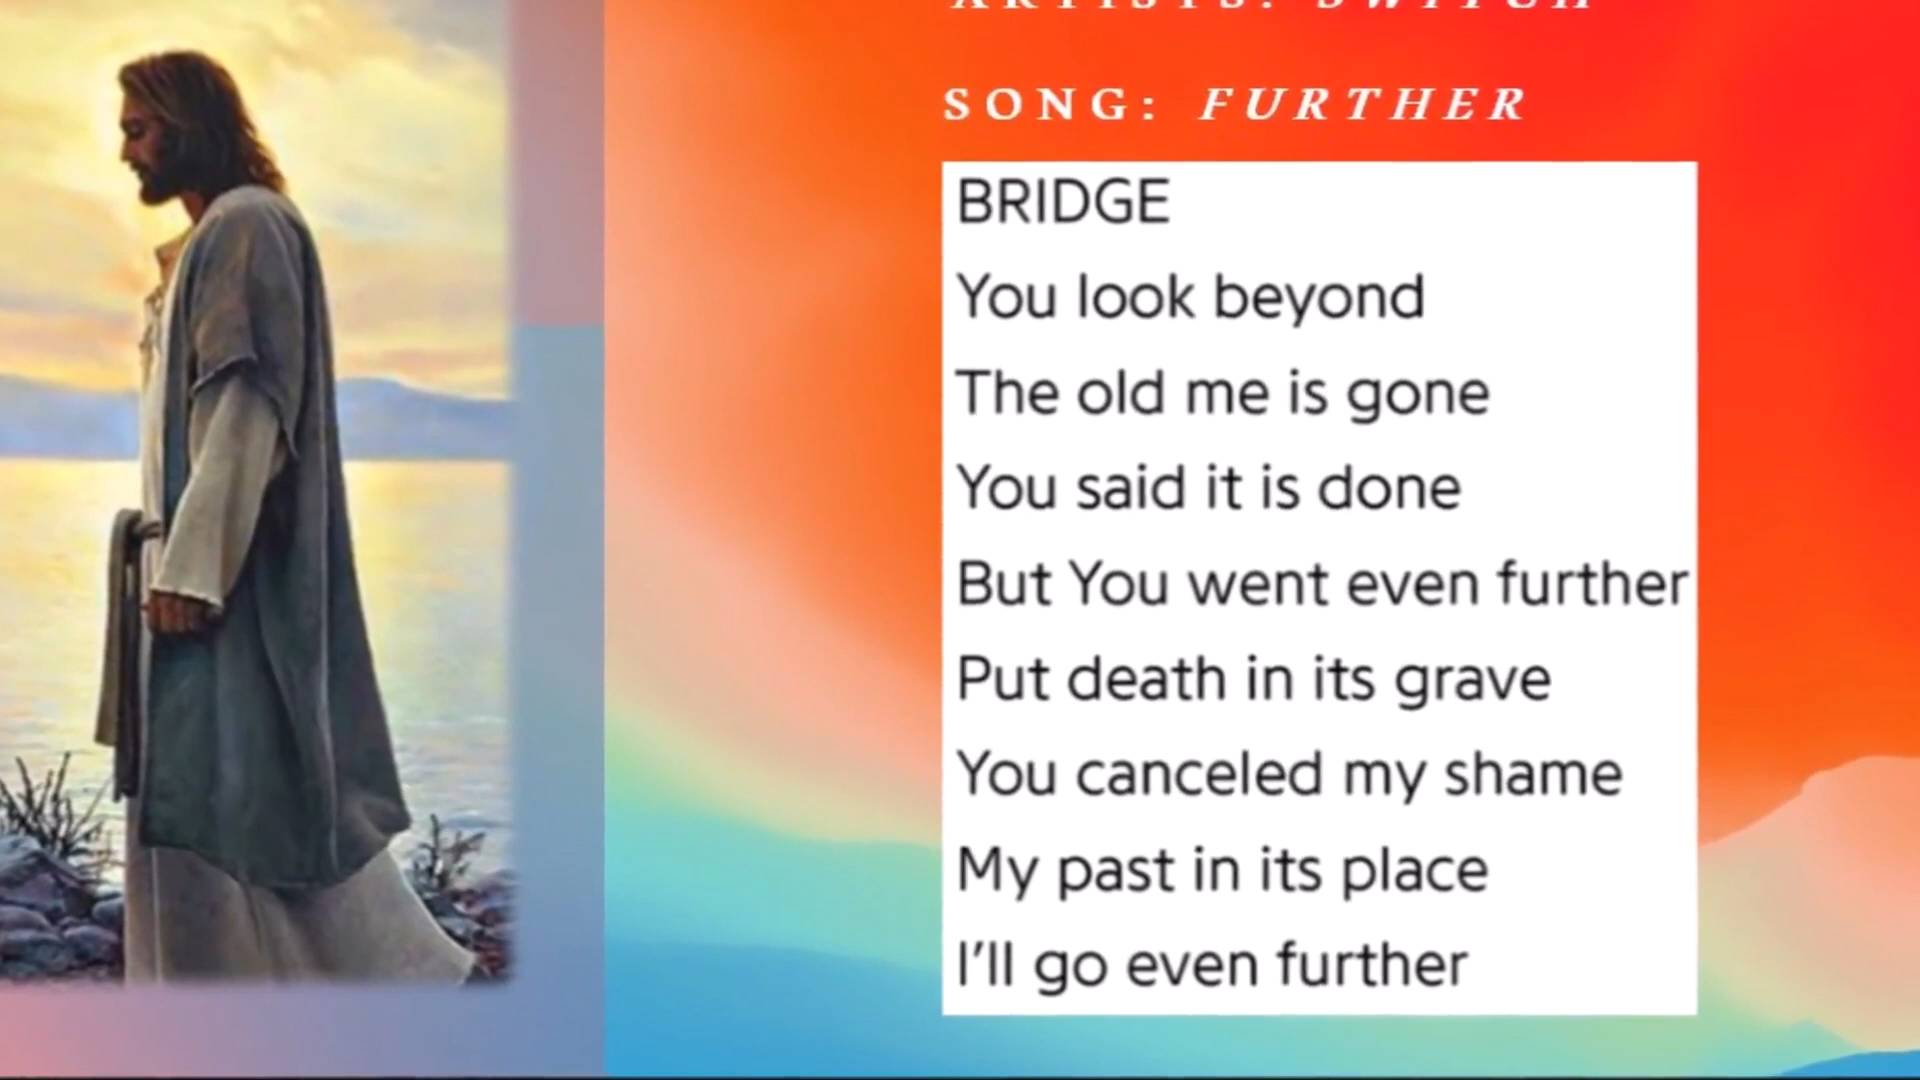 ARTISTS: SWITCH
SONG: FURTHER
BRIDGE
You look beyond
The old me is gone
You said it is done
But You went even further
Put death in its grave
You canceled my shame
My past in its place
I’ll go even further